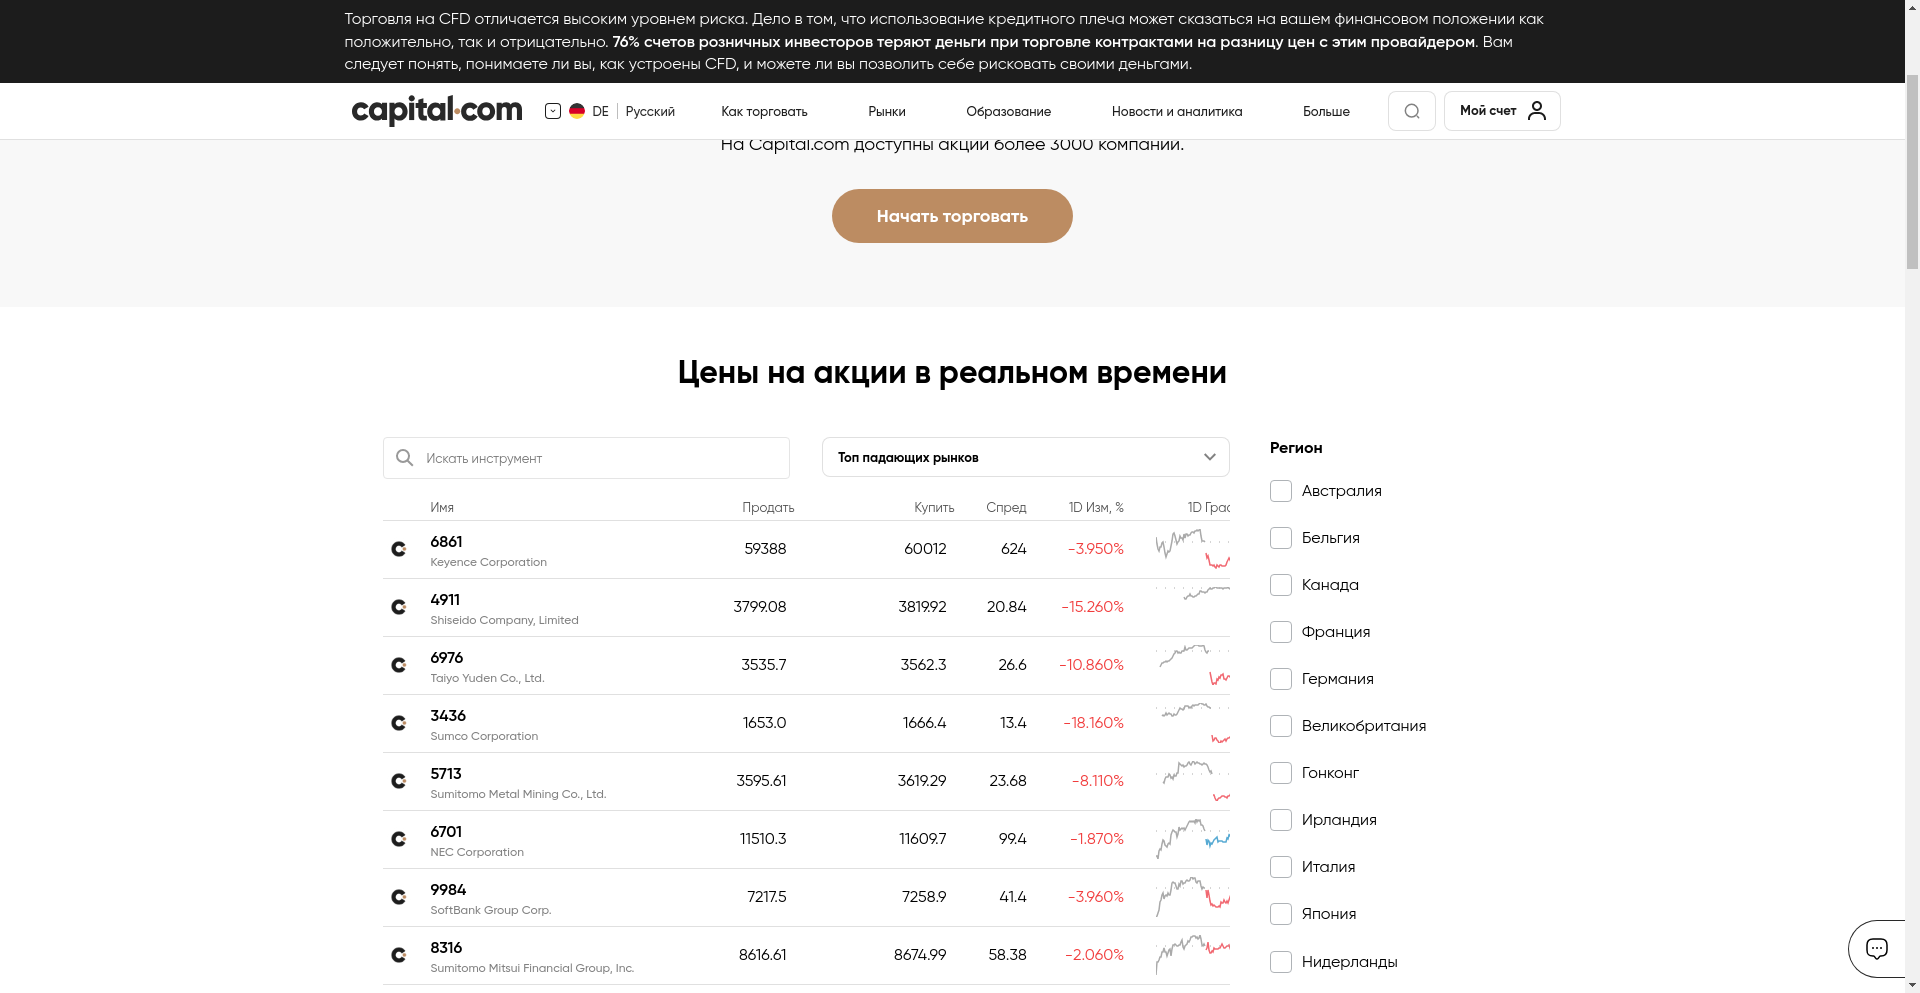 Торговля на CFD отличается высоким уровнем риска. Дело в том, что использование кредитного плеча может сказаться на вашем финансовом положении как
положительно, так и отрицательно. 76% счетов розничных инвесторов теряют деньги при торговле контрактами на разницу цен с этим провайдером. Вам
следует понять, понимаете ли вы, как устроены CFD, и можете ли вы позволить себе рисковать своими деньгами.
capital.com DE Русский Как торговать Рынки Образование Новости и аналитика Больше Мой счет
На Capital.com доступны акции более 3000 компаний.
Начать торговать
Цены на акции в реальном времени
Искать инструмент
Топ падающих рынков
Имя Продать Купить Спред 1D Изм, % 1D Граф
6861 59388 60012 624 -3.950%
Keyence Corporation
4911 3799.08 3819.92 20.84 -15.260%
Shiseido Company, Limited
6976 3535.7 3562.3 26.6 -10.860%
Taiyo Yuden Co., Ltd.
3436 1653.0 1666.4 13.4 -18.160%
Sumco Corporation
5713 3595.61 3619.29 23.68 -8.110%
Sumitomo Metal Mining Co., Ltd.
6701 11510.3 11609.7 99.4 -1.870%
NEC Corporation
9984 7217.5 7258.9 41.4 -3.960%
SoftBank Group Corp.
8316 8616.61 8674.99 58.38 -2.060%
Sumitomo Mitsui Financial Group, Inc.
Регион
Австралия
Бельгия
Канада
Франция
Германия
Великобритания
Гонконг
Ирландия
Италия
Япония
Нидерланды